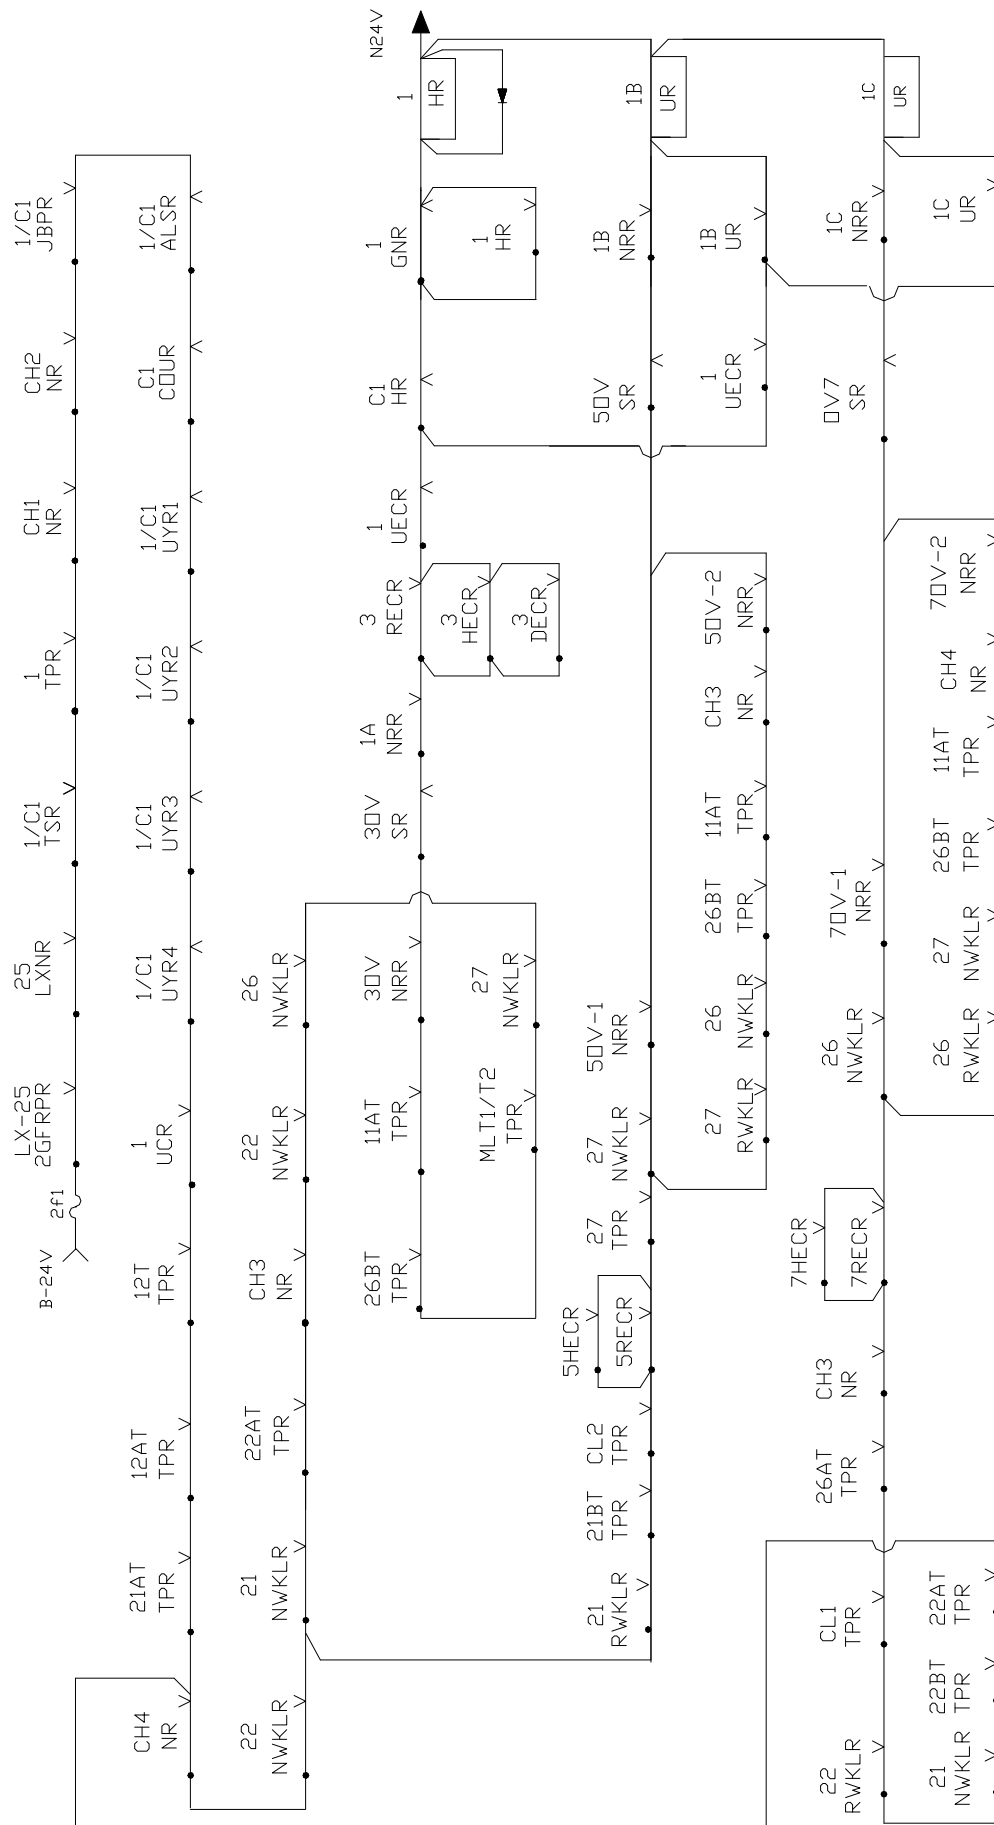 B-24V
2f1
LX-25
2GFRPR
25
LXNR
1/C1
TSR
1
TPR
CH1
NR
CH2
NR
1/C1
JBPR
CH4
NR
21AT
TPR
12AT
TPR
12T
TPR
1
UCR
1/C1
UYR4
1/C1
UYR3
1/C1
UYR2
1/C1
UYR1
C1
COUR
1/C1
ALSR
22
NWKLR
21
NWKLR
22AT
TPR
CH3
NR
22
NWKLR
26
NWKLR
26BT
TPR
11AT
TPR
3OV
NRR
3OV
SR
1A
NRR
3
RECR
1
UECR
C1
HR
1
GNR
1
HR
N24V
MLT1/T2
TPR
27
NWKLR
3
HECR
3
DECR
1
HR
21
RWKLR
21BT
TPR
CL2
TPR
5HECR
5RECR
27
TPR
27
NWKLR
5OV-1
NRR
5OV
SR
1B
NRR
1B
UR
27
RWKLR
26
NWKLR
26BT
TPR
11AT
TPR
CH3
NR
5OV-2
NRR
1
UECR
1B
UR
22
RWKLR
CL1
TPR
26AT
TPR
CH3
NR
7HECR
7RECR
26
NWKLR
7OV-1
NRR
OV7
SR
1C
NRR
1C
UR
21
NWKLR
22BT
TPR
22AT
TPR
26
RWKLR
27
NWKLR
26BT
TPR
11AT
TPR
CH4
NR
7OV-2
NRR
1C
UR